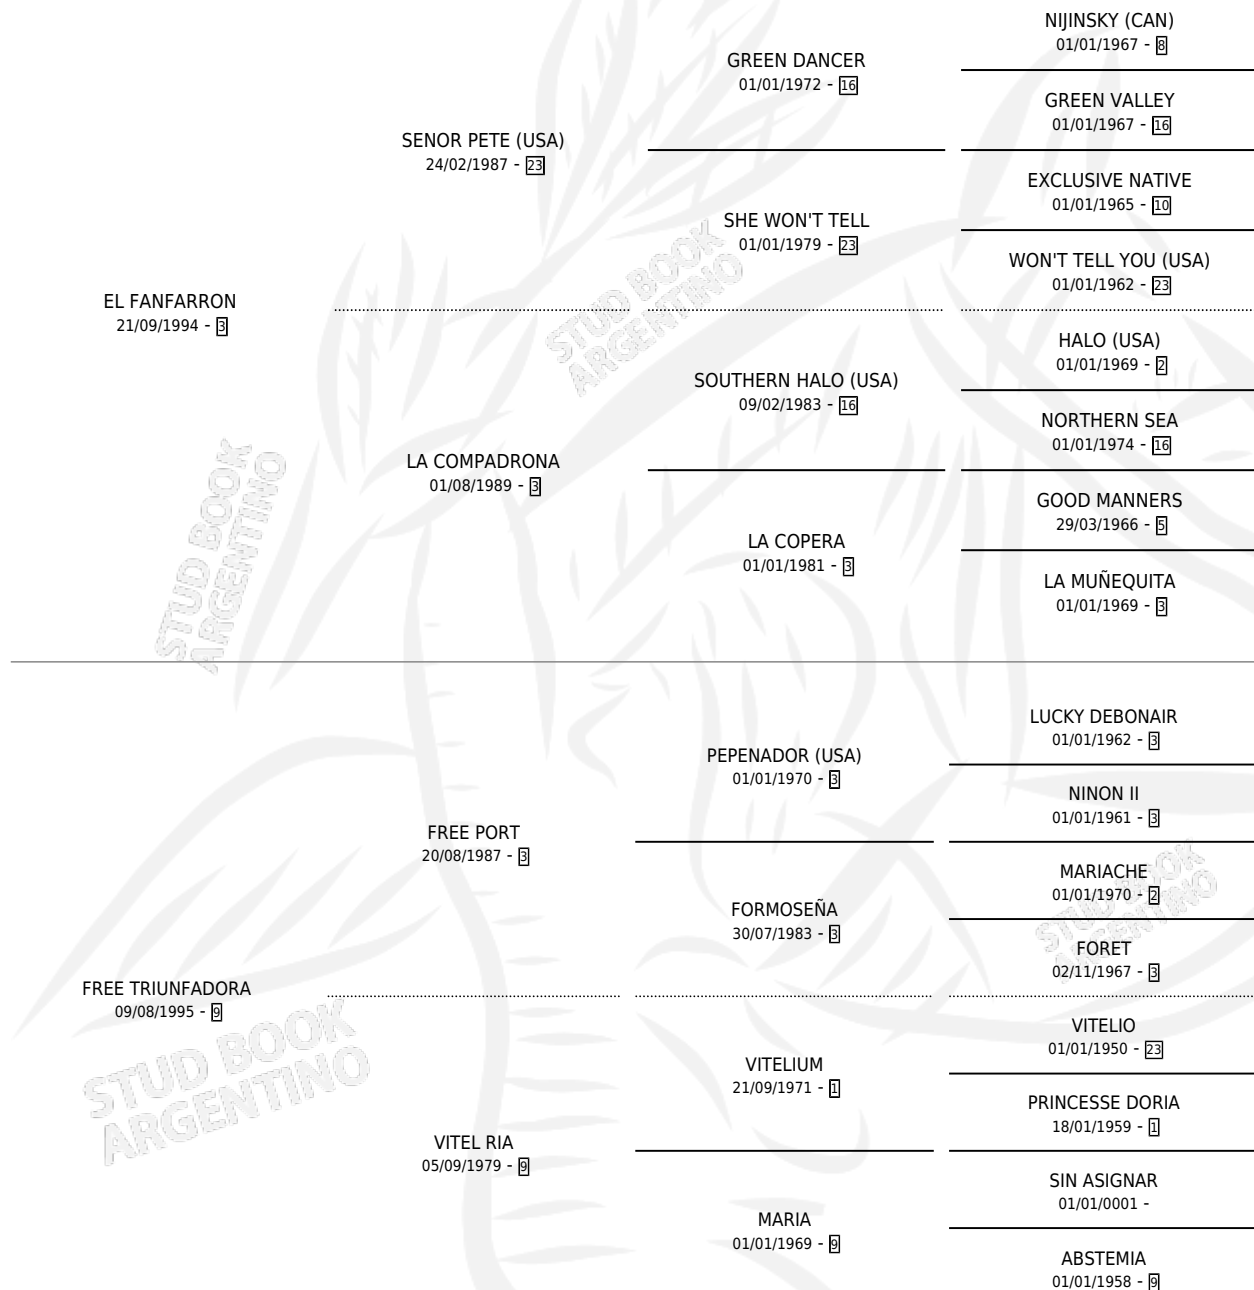 NIJINSKY (CAN)
01/01/1967 - 8
GREEN DANCER
01/01/1972 - 16
GREEN VALLEY
01/01/1967 - 16
SENOR PETE (USA)
24/02/1987 - 23
EXCLUSIVE NATIVE
01/01/1965 - 10
SHE WON'T TELL
01/01/1979 - 23
WON'T TELL YOU (USA)
01/01/1962 - 23
EL FANFARRON
21/09/1994 - 3
HALO (USA)
01/01/1969 - 2
SOUTHERN HALO (USA)
09/02/1983 - 16
NORTHERN SEA
01/01/1974 - 16
LA COMPADRONA
01/08/1989 - 3
GOOD MANNERS
29/03/1966 - 5
LA COPERA
01/01/1981 - 3
LA MUÑEQUITA
01/01/1969 - 3
STUD BOOK
ARGENTINO
STUD BOOK
ARGENTINO
LUCKY DEBONAIR
01/01/1962 - 3
PEPENADOR (USA)
01/01/1970 - 3
NINON II
01/01/1961 - 3
FREE PORT
20/08/1987 - 3
MARIACHE
01/01/1970 - 2
FORMOSEÑA
30/07/1983 - 3
FORET
02/11/1967 - 3
FREE TRIUNFADORA
09/08/1995 - 9
VITELIO
01/01/1950 - 23
VITELIUM
21/09/1971 - 1
PRINCESSE DORIA
18/01/1959 - 1
VITEL RIA
05/09/1979 - 9
SIN ASIGNAR
01/01/0001 -
MARIA
01/01/1969 - 9
ABSTEMIA
01/01/1958 - 9
STUD BOOK
ARGENTINO
STUD BOOK
ARGENTINO